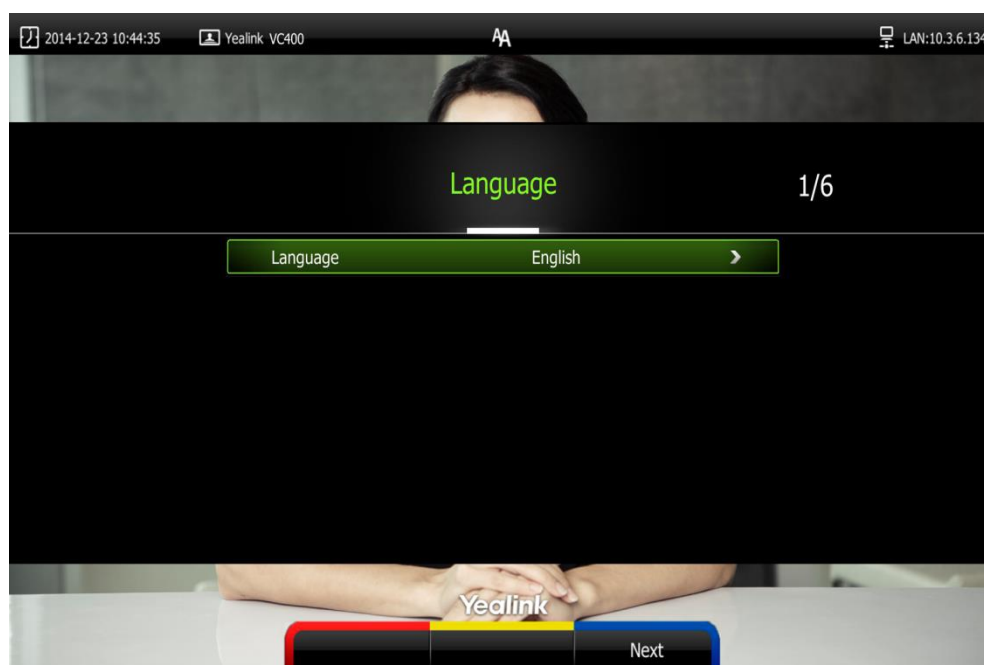 2014-12-23 10:44:35 Yealink VC400 AA LAN:10.3.6.134
Language 1/6
Language English
Yealink
Next